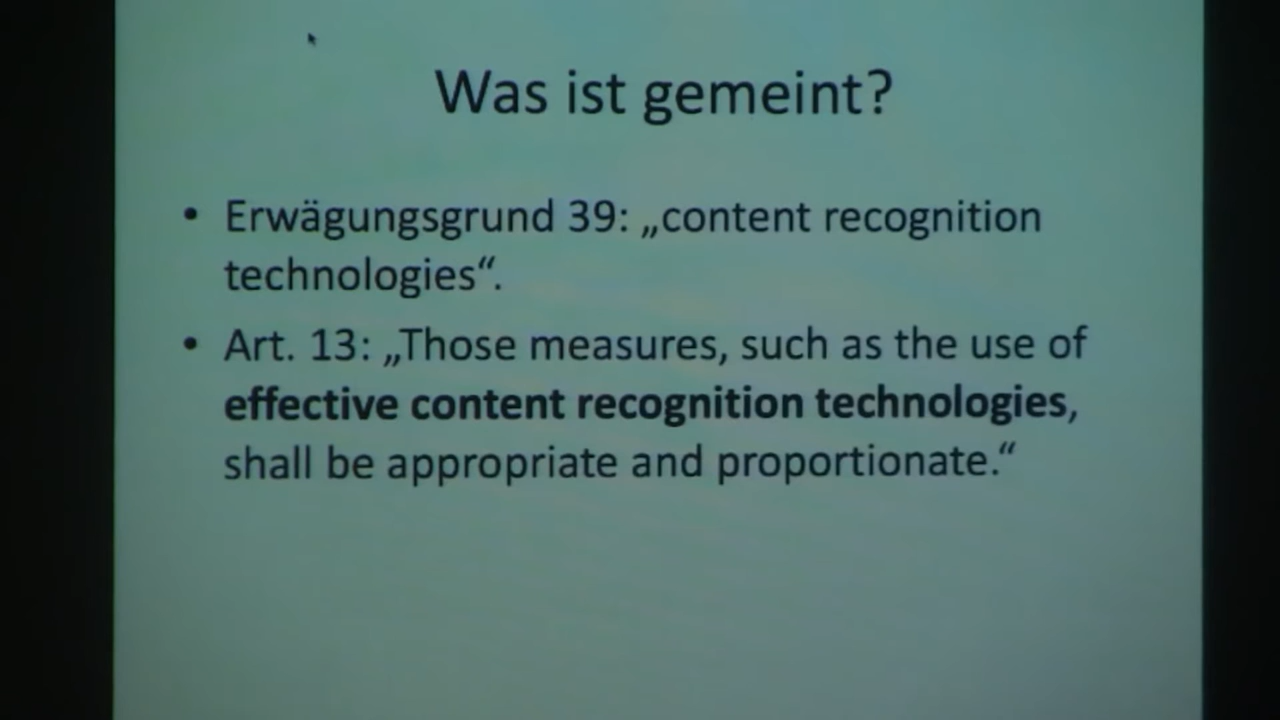 Was ist gemeint?
• Erwägungsgrund 39: „content recognition
technologies“.
• Art. 13: „Those measures, such as the use of
effective content recognition technologies,
shall be appropriate and proportionate.“